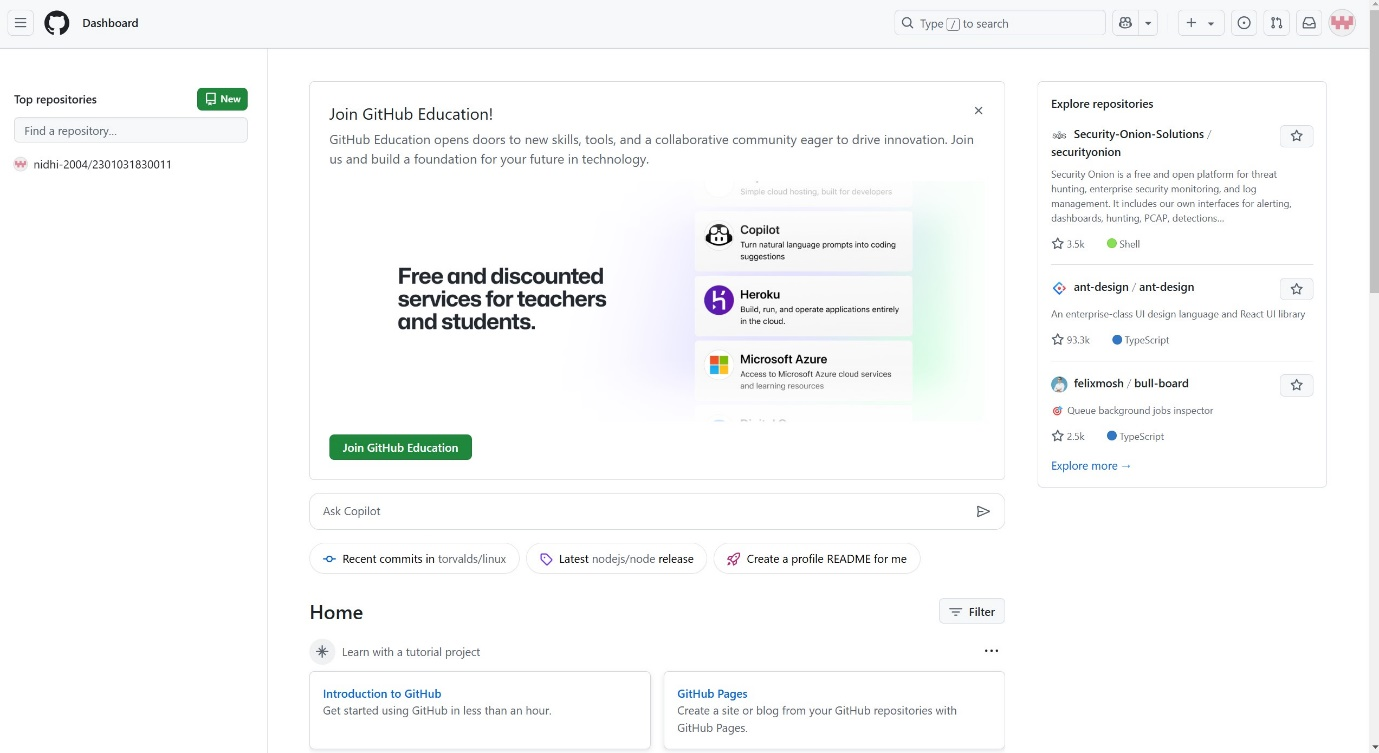 Dashboard
Type / to search
Top repositories
New
Find a repository...
nidhi-2004/2301031830011
Join GitHub Education!
GitHub Education opens doors to new skills, tools, and a collaborative community eager to drive innovation. Join
us and build a foundation for your future in technology.
Free and discounted
services for teachers
and students.
Simple cloud hosting, built for developers
Copilot
Turn natural language prompts into coding
suggestions
Heroku
Build, run, and operate applications entirely
in the cloud.
Microsoft Azure
Access to Microsoft Azure cloud services
and learning resources
Join GitHub Education
Ask Copilot
Recent commits in torvalds/linux
Latest nodejs/node release
Create a profile README for me
Home
Filter
Learn with a tutorial project
Introduction to GitHub
Get started using GitHub in less than an hour.
GitHub Pages
Create a site or blog from your GitHub repositories with
GitHub Pages.
Explore repositories
Security-Onion-Solutions /
securityonion
Security Onion is a free and open platform for threat
hunting, enterprise security monitoring, and log
management. It includes our own interfaces for alerting,
dashboards, hunting, PCAP, detections...
3.5k Shell
ant-design / ant-design
An enterprise-class UI design language and React UI library
93.3k TypeScript
felixmosh / bull-board
Queue background jobs inspector
2.5k TypeScript
Explore more →